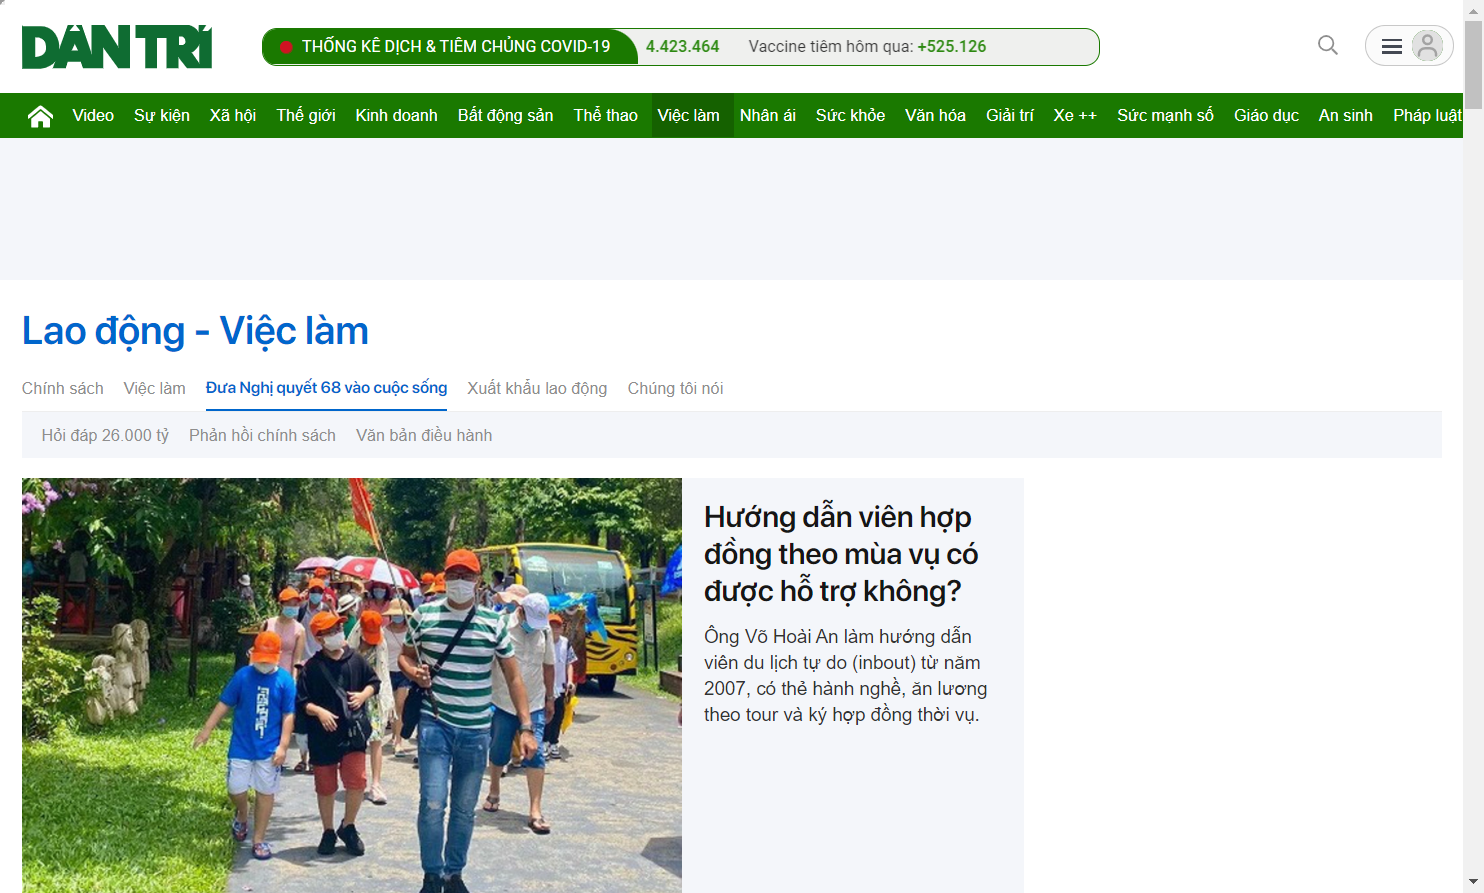 DÂN TRÍ
THỐNG KÊ DỊCH & TIÊM CHỦNG COVID-19 4.423.464 Vaccine tiêm hôm qua: +525.126
Video Sự kiện Xã hội Thế giới Kinh doanh Bất động sản Thể thao Việc làm Nhân ái Sức khỏe Văn hóa Giải trí Xe ++ Sức mạnh số Giáo dục An sinh Pháp luật
Lao động - Việc làm
Chính sách Việc làm Đưa Nghị quyết 68 vào cuộc sống Xuất khẩu lao động Chúng tôi nói
Hỏi đáp 26.000 tỷ Phản hồi chính sách Văn bản điều hành
Hướng dẫn viên hợp
đồng theo mùa vụ có
được hỗ trợ không?
Ông Võ Hoài An làm hướng dẫn
viên du lịch tự do (inbout) từ năm
2007, có thẻ hành nghề, ăn lương
theo tour và ký hợp đồng thời vụ.